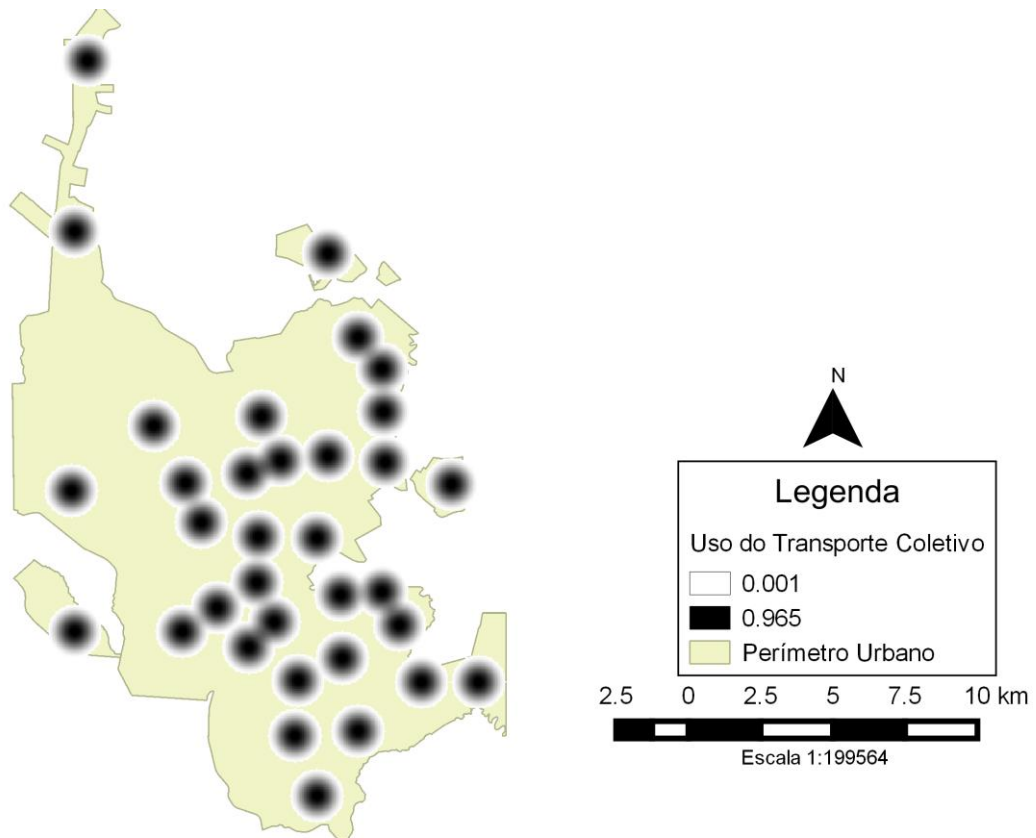 N
Legenda
Uso do Transporte Coletivo
0.001
0.965
Perímetro Urbano
2.5 0 2.5 5 7.5 10 km
Escala 1:199564